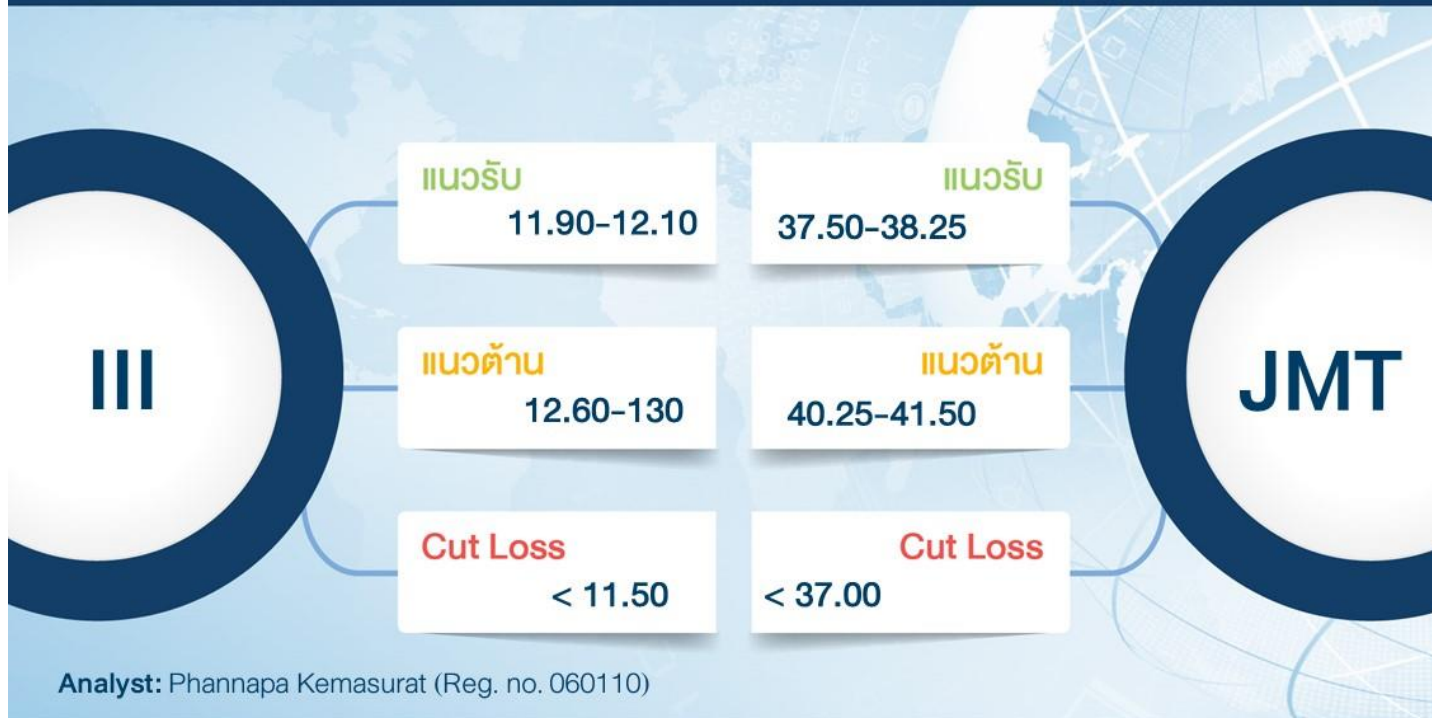 III
แนวรับ
11.90-12.10
แนวต้าน
12.60-130
Cut Loss
< 11.50
แนวรับ
37.50-38.25
แนวต้าน
40.25-41.50
Cut Loss
< 37.00
JMT
Analyst: Phannapa Kemasurat (Reg. no. 060110)